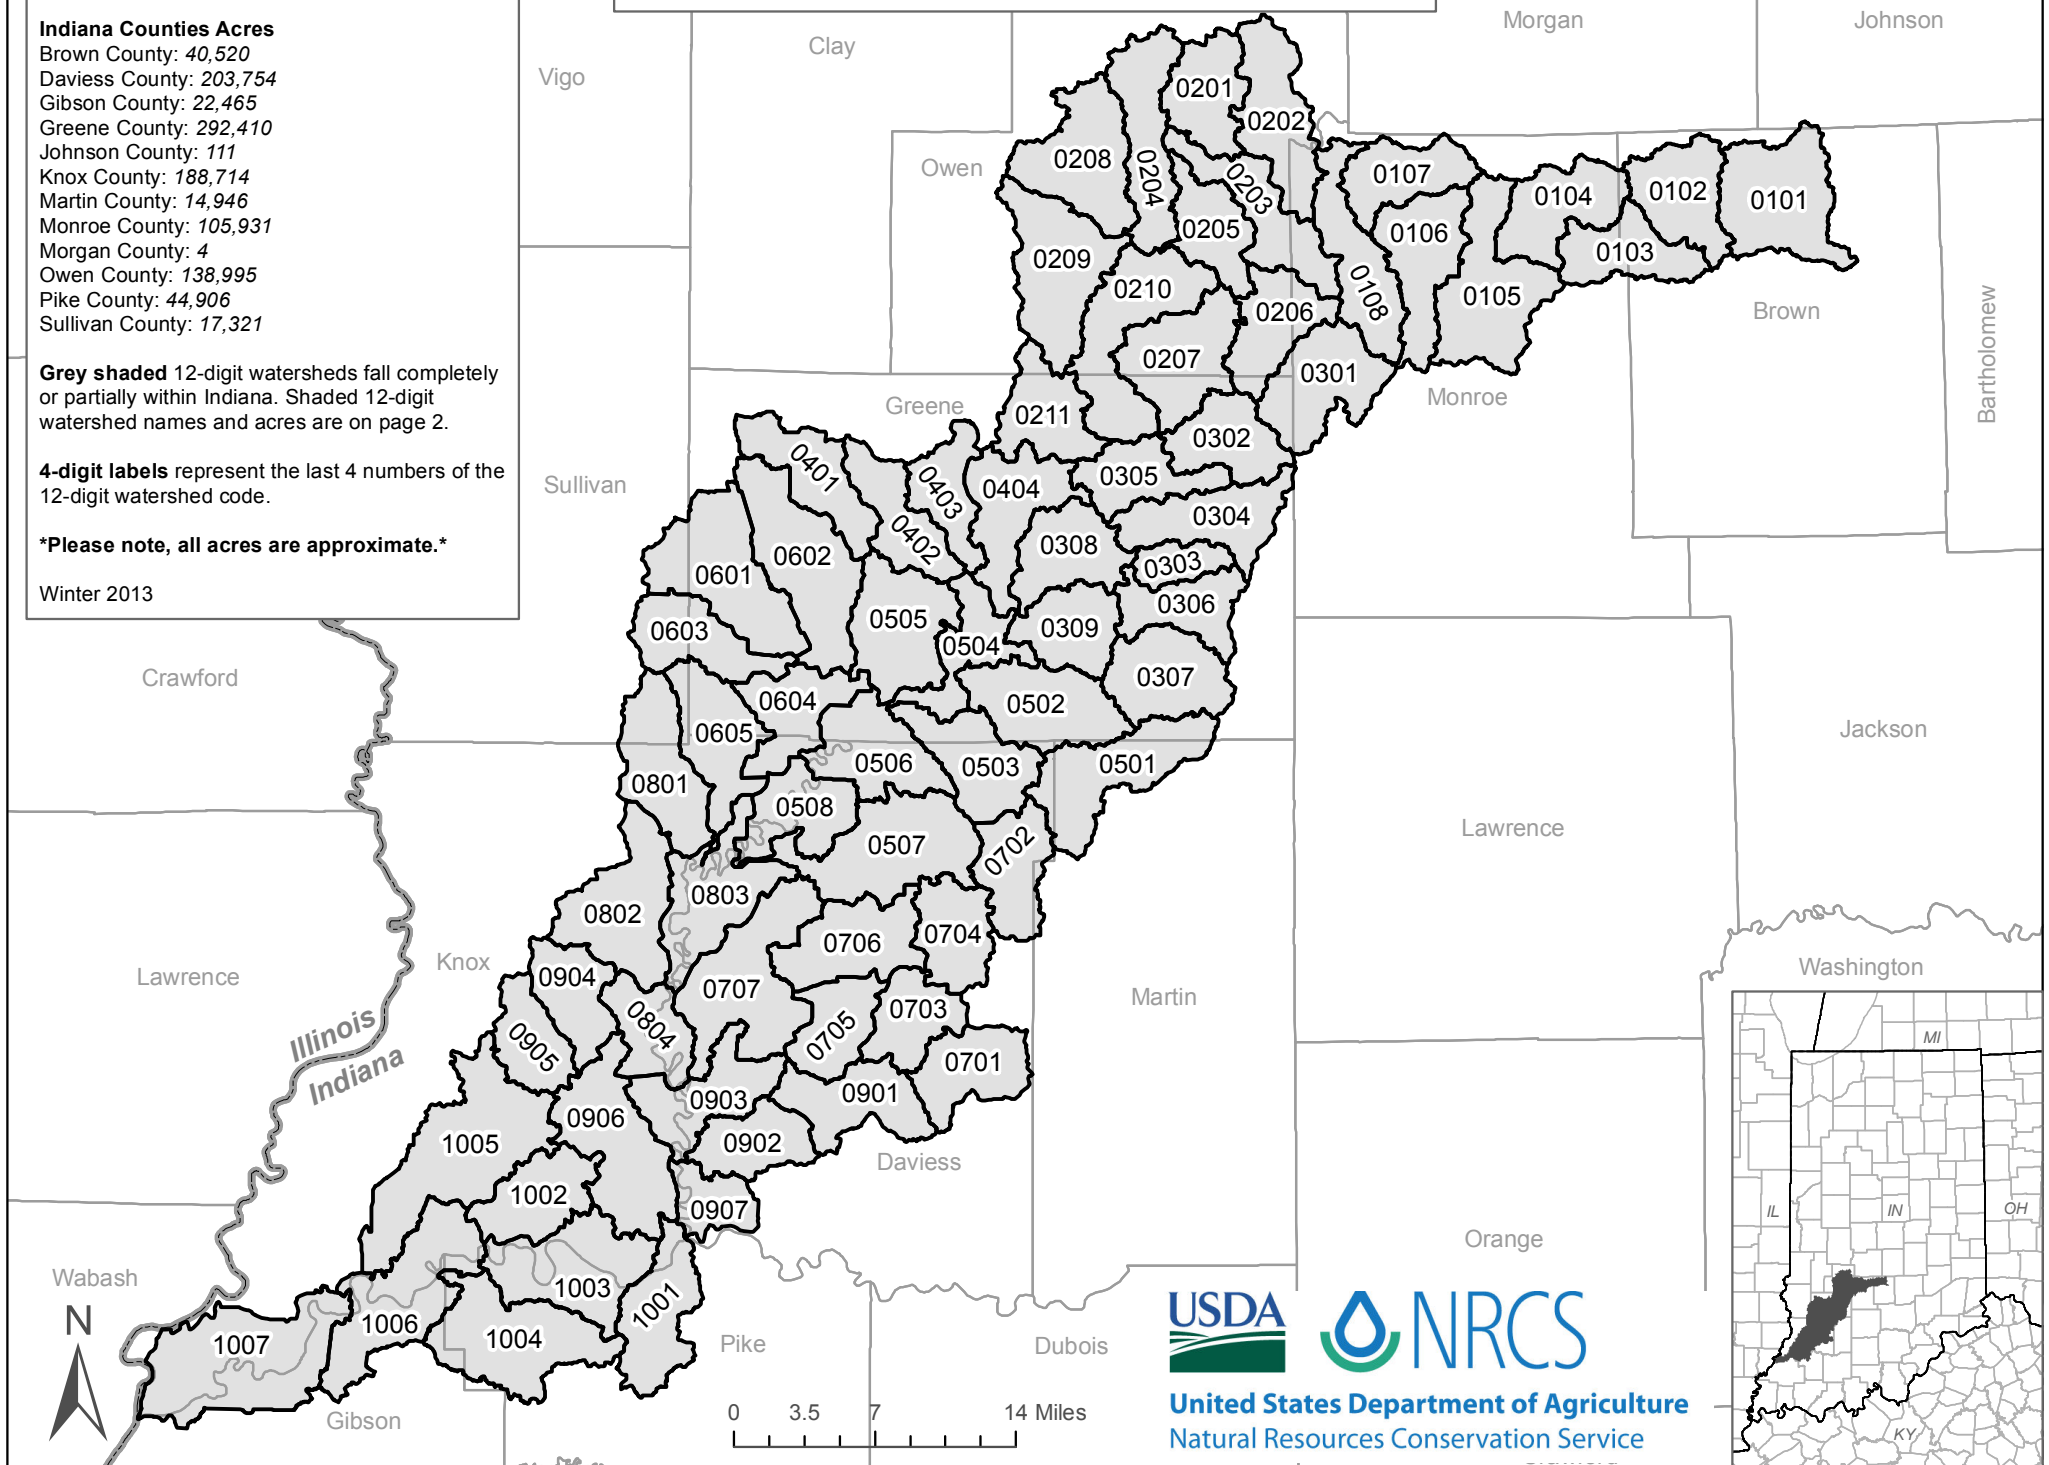 Indiana Counties Acres
Brown County: 40,520
Daviess County: 203,754
Gibson County: 22,465
Greene County: 292,410
Johnson County: 111
Knox County: 188,714
Martin County: 14,946
Monroe County: 105,931
Morgan County: 4
Owen County: 138,995
Pike County: 44,906
Sullivan County: 17,321
Grey shaded 12-digit watersheds fall completely
or partially within Indiana. Shaded 12-digit
watershed names and acres are on page 2.
4-digit labels represent the last 4 numbers of the
12-digit watershed code.
*Please note, all acres are approximate.*
Winter 2013
Morgan
Johnson
Clay
Vigo
0201
0202
0208
0204
0203
0107
0104
0102
0101
Owen
0205
0106
0103
0209
0210
0108
0105
0206
Brown
Bartholomew
0207
0301
Monroe
Greene
0211
0302
0401
0403
0404
0305
Sullivan
0304
0402
0308
0303
0602
0601
0306
0505
0309
0603
0504
Crawford
0307
0604
0502
0605
Jackson
0506
0503
0501
0801
0508
Lawrence
0507
0702
0803
0802
0706
0704
Knox
0904
Lawrence
0707
Washington
Martin
0703
0804
0705
0905
Illinois
Indiana
0701
0903
0901
0906
1005
0902
Daviess
1002
0907
Orange
Wabash
1003
1001
1006
1004
1007
Pike
Dubois
Gibson
N
0 3.5 7 14 Miles
USDA
NRCS
United States Department of Agriculture
Natural Resources Conservation Service
MI
IL
IN
OH
KY